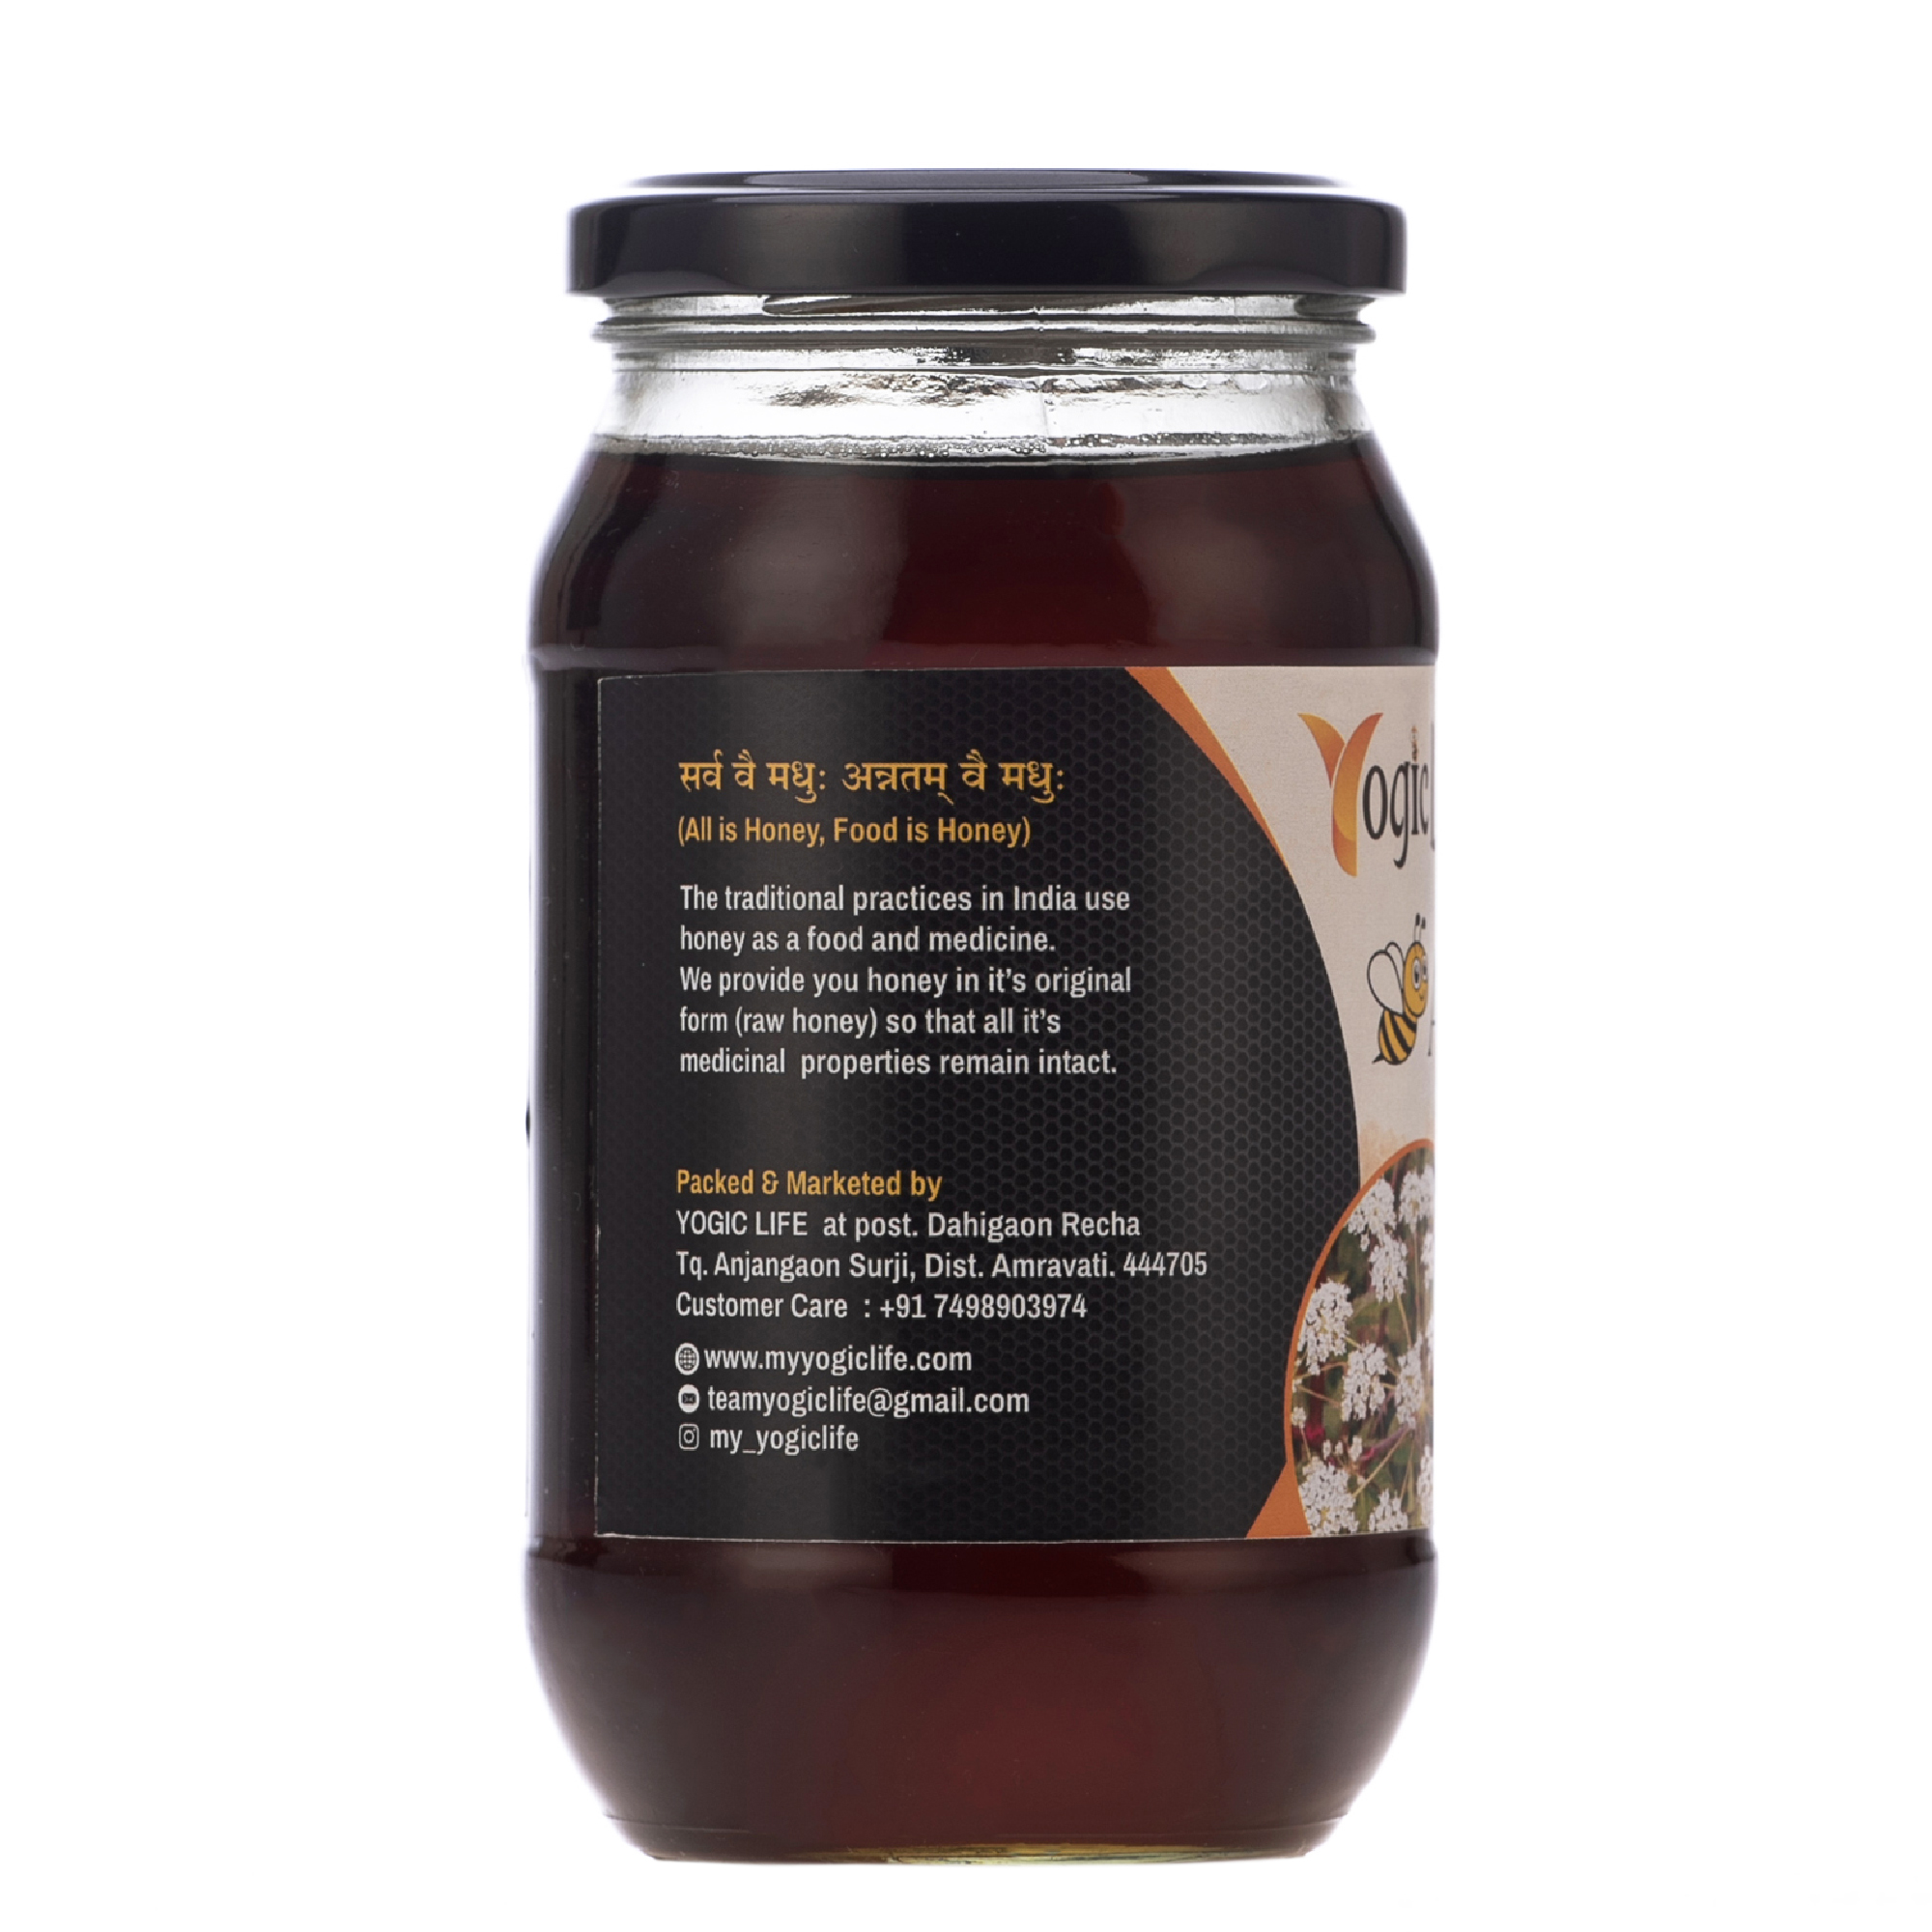 सर्व वै मधुः अन्नतम् वै मधुः
(All is Honey, Food is Honey)
The traditional practices in India use
honey as a food and medicine.
We provide you honey in it's original
form (raw honey) so that all it's
medicinal properties remain intact.
Packed & Marketed by
YOGIC LIFE at post. Dahigaon Recha
Tq. Anjangaon Surji, Dist. Amravati. 444705
Customer Care : +91 7498903974
www.myyogiclife.com
teamyogiclife@gmail.com
my_yogiclife
Yogic